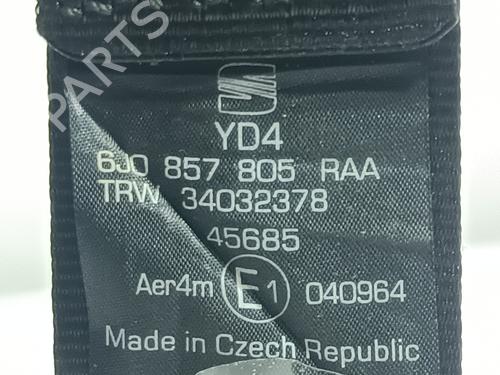 PARTS
YD4
6J0 857 805 RAA
TRW 34032378
45685
Aer4m E1 040964
Made in Czech Republic